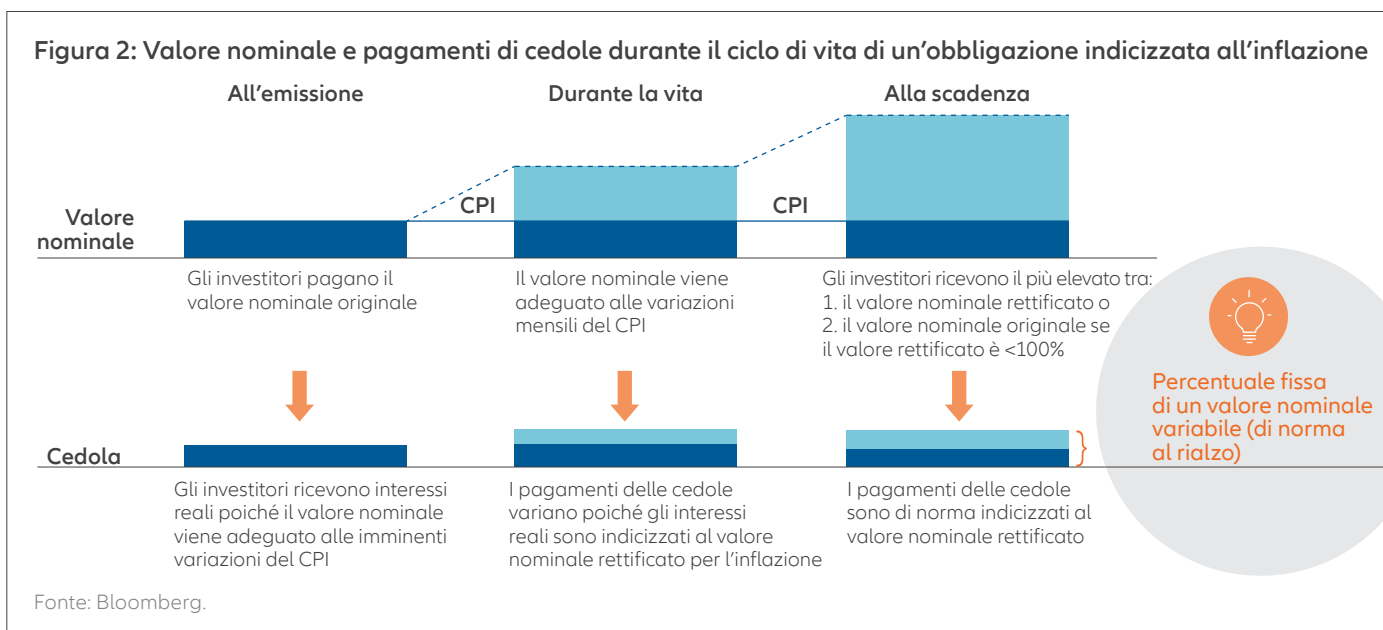 Figura 2: Valore nominale e pagamenti di cedole durante il ciclo di vita di un’obbligazione indicizzata all’inflazione
All’emissione
Durante la vita
Alla scadenza
Valore
nominale
CPI
CPI
Gli investitori pagano il
valore nominale originale
Il valore nominale viene
adeguato alle variazioni
mensili del CPI
Gli investitori ricevono il più elevato tra:
1. il valore nominale rettificato o
2. il valore nominale originale se
il valore rettificato è <100%
Percentuale fissa
di un valore nominale
variabile (di norma
al rialzo)
Cedola
Gli investitori ricevono interessi
reali poiché il valore nominale
viene adeguato alle imminenti
variazioni del CPI
I pagamenti delle cedole
variano poiché gli interessi
reali sono indicizzati al valore
nominale rettificato per l’inflazione
I pagamenti delle cedole
sono di norma indicizzati al
valore nominale rettificato
Fonte: Bloomberg.